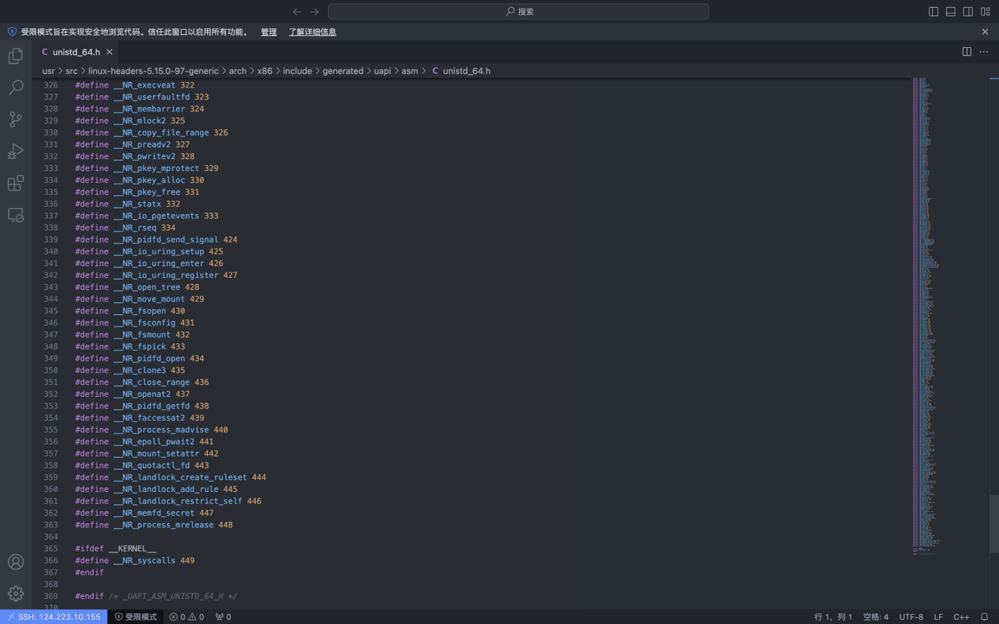 搜索
受限模式旨在实现安全地浏览代码。信任此窗口以启用所有功能。 管理 了解详细信息
C unistd_64.h
usr > src > linux-headers-5.15.0-97-generic > arch > x86 > include > generated > uapi > asm > C unistd_64.h
326 #define __NR_execveat 322
327 #define __NR_userfaultfd 323
328 #define __NR_membarrier 324
329 #define __NR_mlock2 325
330 #define __NR_copy_file_range 326
331 #define __NR_preadv2 327
332 #define __NR_pwritev2 328
333 #define __NR_pkey_mprotect 329
334 #define __NR_pkey_alloc 330
335 #define __NR_pkey_free 331
336 #define __NR_statx 332
337 #define __NR_io_pgetevents 333
338 #define __NR_rseq 334
339 #define __NR_pidfd_send_signal 424
340 #define __NR_io_uring_setup 425
341 #define __NR_io_uring_enter 426
342 #define __NR_io_uring_register 427
343 #define __NR_open_tree 428
344 #define __NR_move_mount 429
345 #define __NR_fsopen 430
346 #define __NR_fsconfig 431
347 #define __NR_fsmount 432
348 #define __NR_fspick 433
349 #define __NR_pidfd_open 434
350 #define __NR_clone3 435
351 #define __NR_close_range 436
352 #define __NR_openat2 437
353 #define __NR_pidfd_getfd 438
354 #define __NR_faccessat2 439
355 #define __NR_process_madvise 440
356 #define __NR_epoll_pwait2 441
357 #define __NR_mount_setattr 442
358 #define __NR_quotactl_fd 443
359 #define __NR_landlock_create_ruleset 444
360 #define __NR_landlock_add_rule 445
361 #define __NR_landlock_restrict_self 446
362 #define __NR_memfd_secret 447
363 #define __NR_process_mrelease 448
364
365 #ifdef __KERNEL__
366 #define __NR_syscalls 449
367 #endif
368
369 #endif /* _UAPI_ASM_UNISTD_64_H */
370
SSH: 124.223.10.155 受限模式 0 0 0 行 1，列 1 空格: 4 UTF-8 LF C++